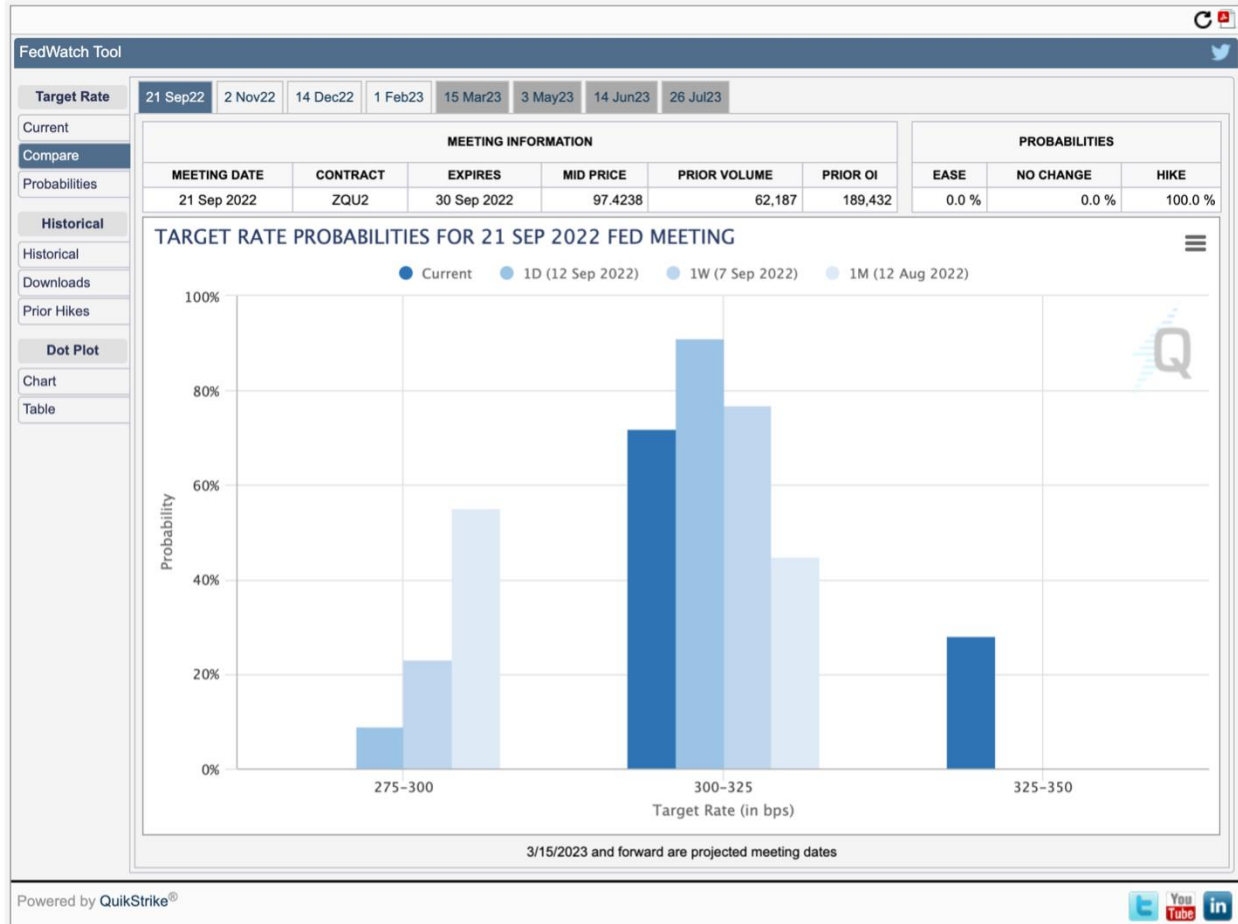 FedWatch Tool
Target Rate
Current
Compare
Probabilities
Historical
Historical
Downloads
Prior Hikes
Dot Plot
Chart
Table
21 Sep22 2 Nov22 14 Dec22 1 Feb23 15 Mar23 3 May23 14 Jun23 26 Jul23
MEETING INFORMATION
MEETING DATE CONTRACT EXPIRES MID PRICE PRIOR VOLUME PRIOR OI
21 Sep 2022 ZQU2 30 Sep 2022 97.4238 62,187 189,432
PROBABILITIES
EASE NO CHANGE HIKE
0.0 % 0.0 % 100.0 %
TARGET RATE PROBABILITIES FOR 21 SEP 2022 FED MEETING
Current 1D (12 Sep 2022) 1W (7 Sep 2022) 1M (12 Aug 2022)
Q
Probability
100%
80%
60%
40%
20%
0%
275-300 300-325 325-350
Target Rate (in bps)
3/15/2023 and forward are projected meeting dates
Powered by QuikStrike®
You
Tube
in